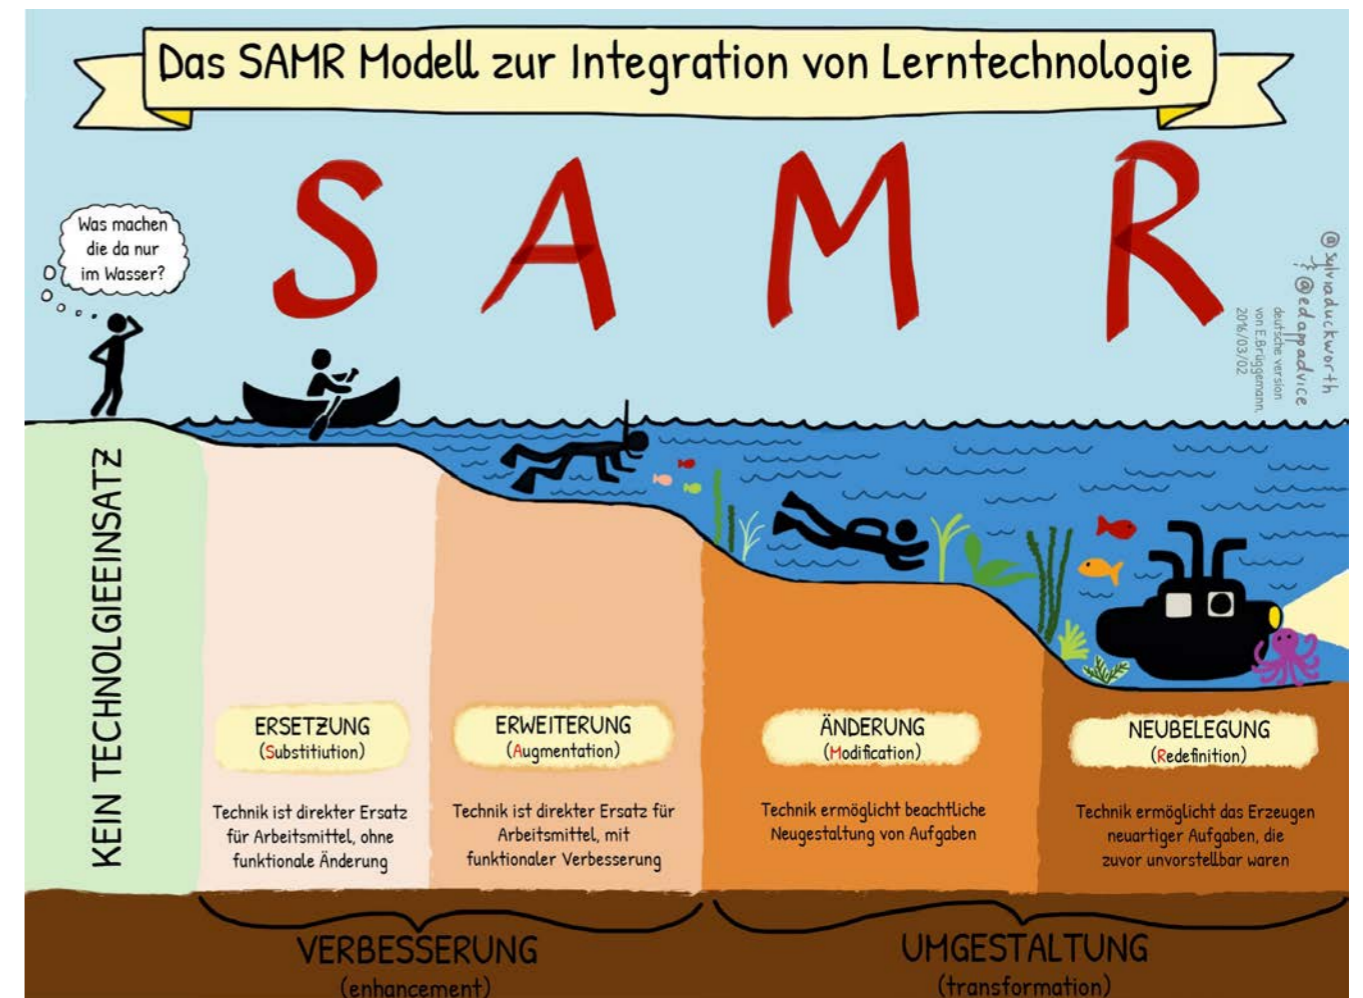 Das SAMR Modell zur Integration von Lerntechnologie
S A M R
Was machen
die da nur
im Wasser?
@sylviaduckworth
& @edappadvice
deutsche version
von E.Brüggemann,
2016/03/02
KEIN TECHNOLGIEEINSATZ
ERSETZUNG
(Substitiution)
Technik ist direkter Ersatz
für Arbeitsmittel, ohne
funktionale Änderung
ERWEITERUNG
(Augmentation)
Technik ist direkter Ersatz für
Arbeitsmittel, mit
funktionaler Verbesserung
ÄNDERUNG
(Modification)
Technik ermöglicht beachtliche
Neugestaltung von Aufgaben
NEUBELEGUNG
(Redefinition)
Technik ermöglicht das Erzeugen
neuartiger Aufgaben, die
zuvor unvorstellbar waren
VERBESSERUNG
(enhancement)
UMGESTALTUNG
(transformation)